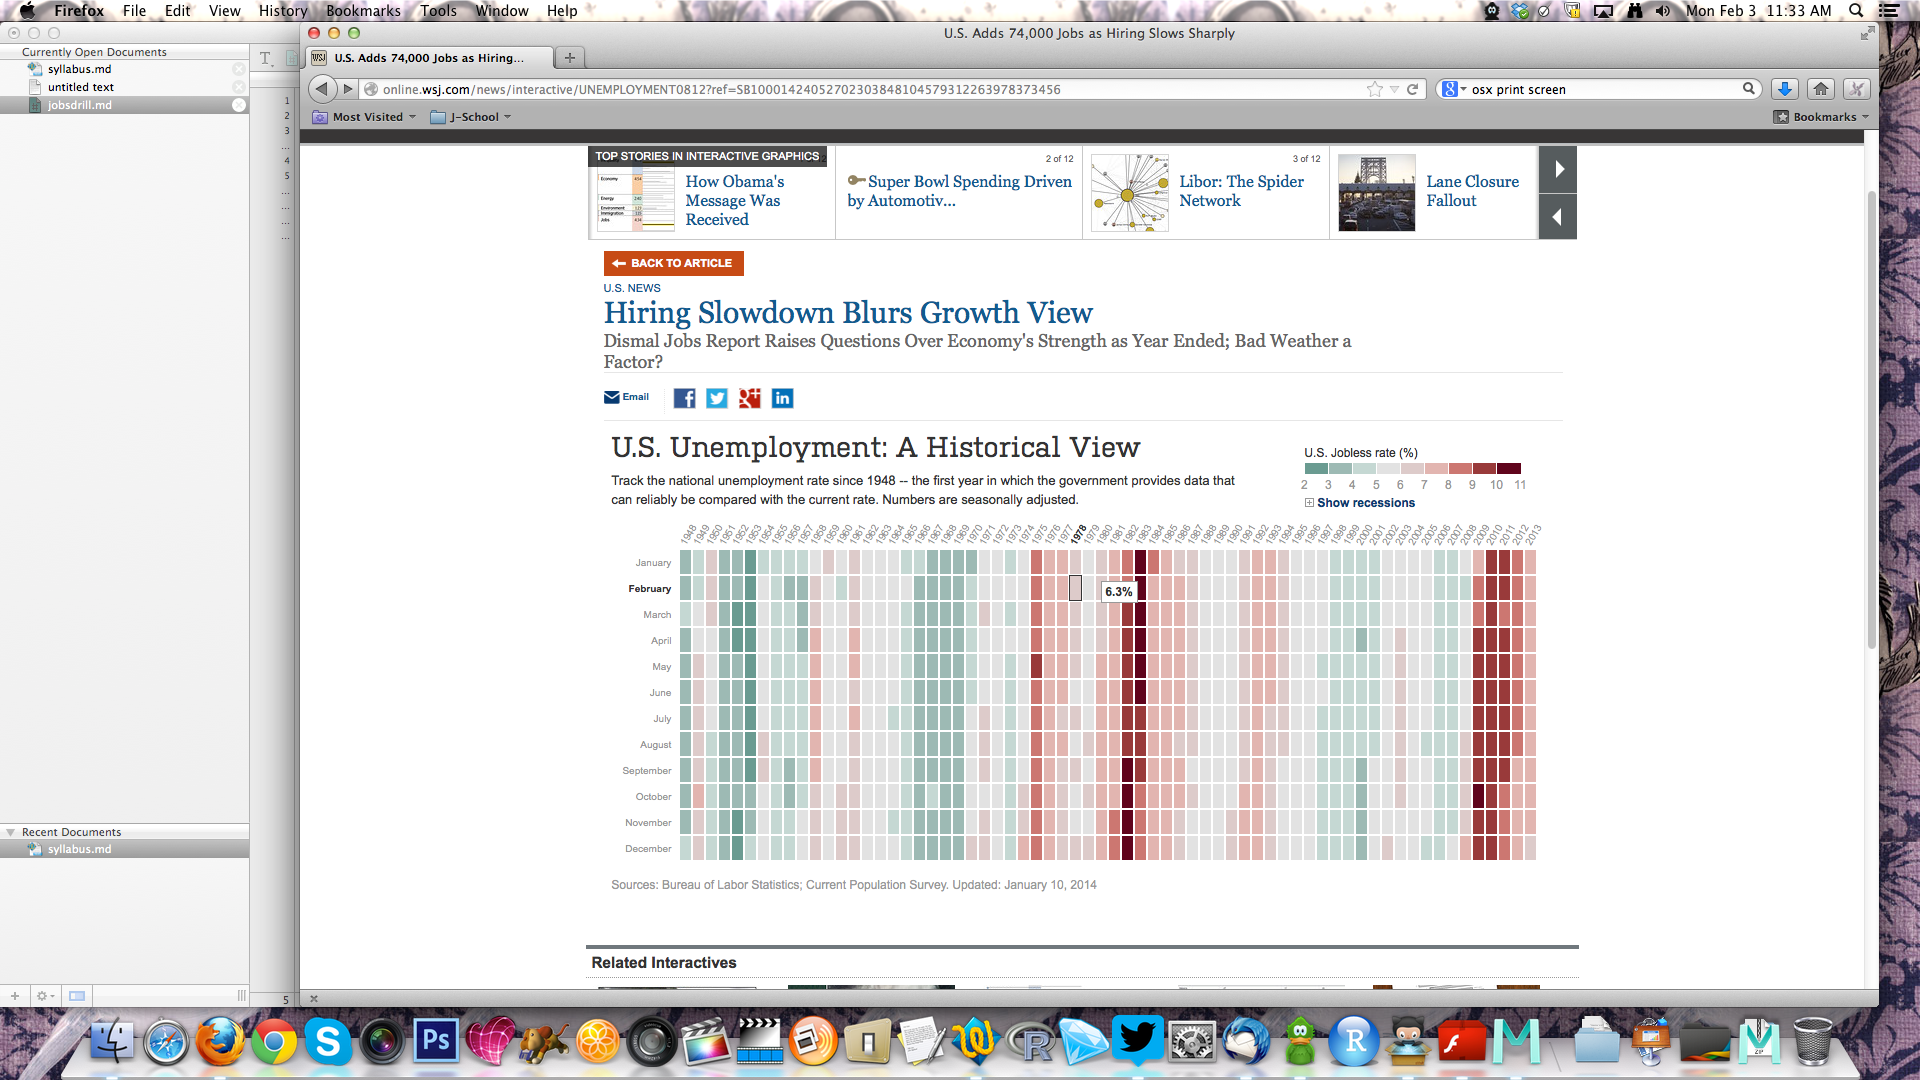 Firefox File Edit View History Bookmarks Tools Window Help
Mon Feb 3 11:33 AM
Currently Open Documents
syllabus.md
untitled text
jobsdrill.md
Recent Documents
syllabus.md
1
2
3
...
4
5
...
...
...
...
5
U.S. Adds 74,000 Jobs as Hiring Slows Sharply
WSJ U.S. Adds 74,000 Jobs as Hiring...
online.wsj.com/news/interactive/UNEMPLOYMENT0812?ref=SB10001424052702303848104579312263978373456
osx print screen
Most Visited J-School Bookmarks
TOP STORIES IN INTERACTIVE GRAPHICS
How Obama's
Message Was
Received
2 of 12
Super Bowl Spending Driven
by Automotiv...
3 of 12
Libor: The Spider
Network
Lane Closure
Fallout
BACK TO ARTICLE
U.S. NEWS
Hiring Slowdown Blurs Growth View
Dismal Jobs Report Raises Questions Over Economy's Strength as Year Ended; Bad Weather a
Factor?
Email
U.S. Unemployment: A Historical View
Track the national unemployment rate since 1948 -- the first year in which the government provides data that
can reliably be compared with the current rate. Numbers are seasonally adjusted.
U.S. Jobless rate (%)
2 3 4 5 6 7 8 9 10 11
Show recessions
1948 1949 1950 1951 1952 1953 1954 1955 1956 1957 1958 1959 1960 1961 1962 1963 1964 1965 1966 1967 1968 1969 1970 1971 1972 1973 1974 1975 1976 1977 1978 1979 1980 1981 1982 1983 1984 1985 1986 1987 1988 1989 1990 1991 1992 1993 1994 1995 1996 1997 1998 1999 2000 2001 2002 2003 2004 2005 2006 2007 2008 2009 2010 2011 2012 2013
January
February
6.3%
March
April
May
June
July
August
September
October
November
December
Sources: Bureau of Labor Statistics; Current Population Survey. Updated: January 10, 2014
Related Interactives
Ps
R
R
ZIP